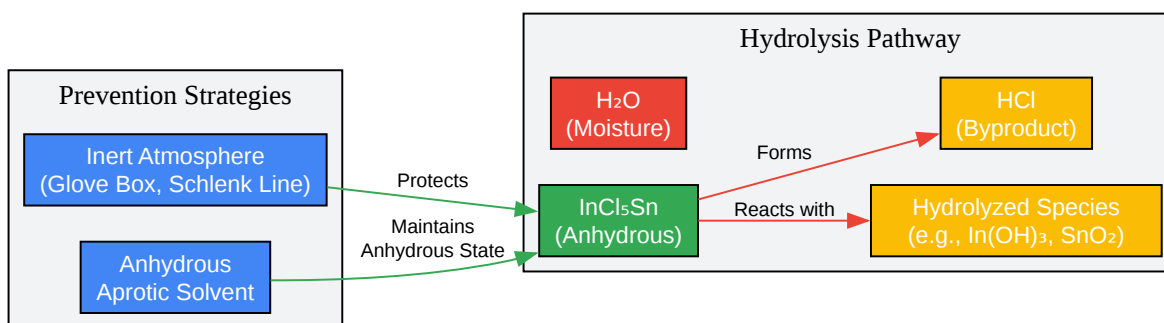 Hydrolysis Pathway
Prevention Strategies
H₂O
(Moisture)
HCl
(Byproduct)
Inert Atmosphere
(Glove Box, Schlenk Line)
Protects
Forms
InCl₅Sn
(Anhydrous)
Reacts with
Hydrolyzed Species
(e.g., In(OH)₃, SnO₂)
Maintains
Anhydrous State
Anhydrous
Aprotic Solvent